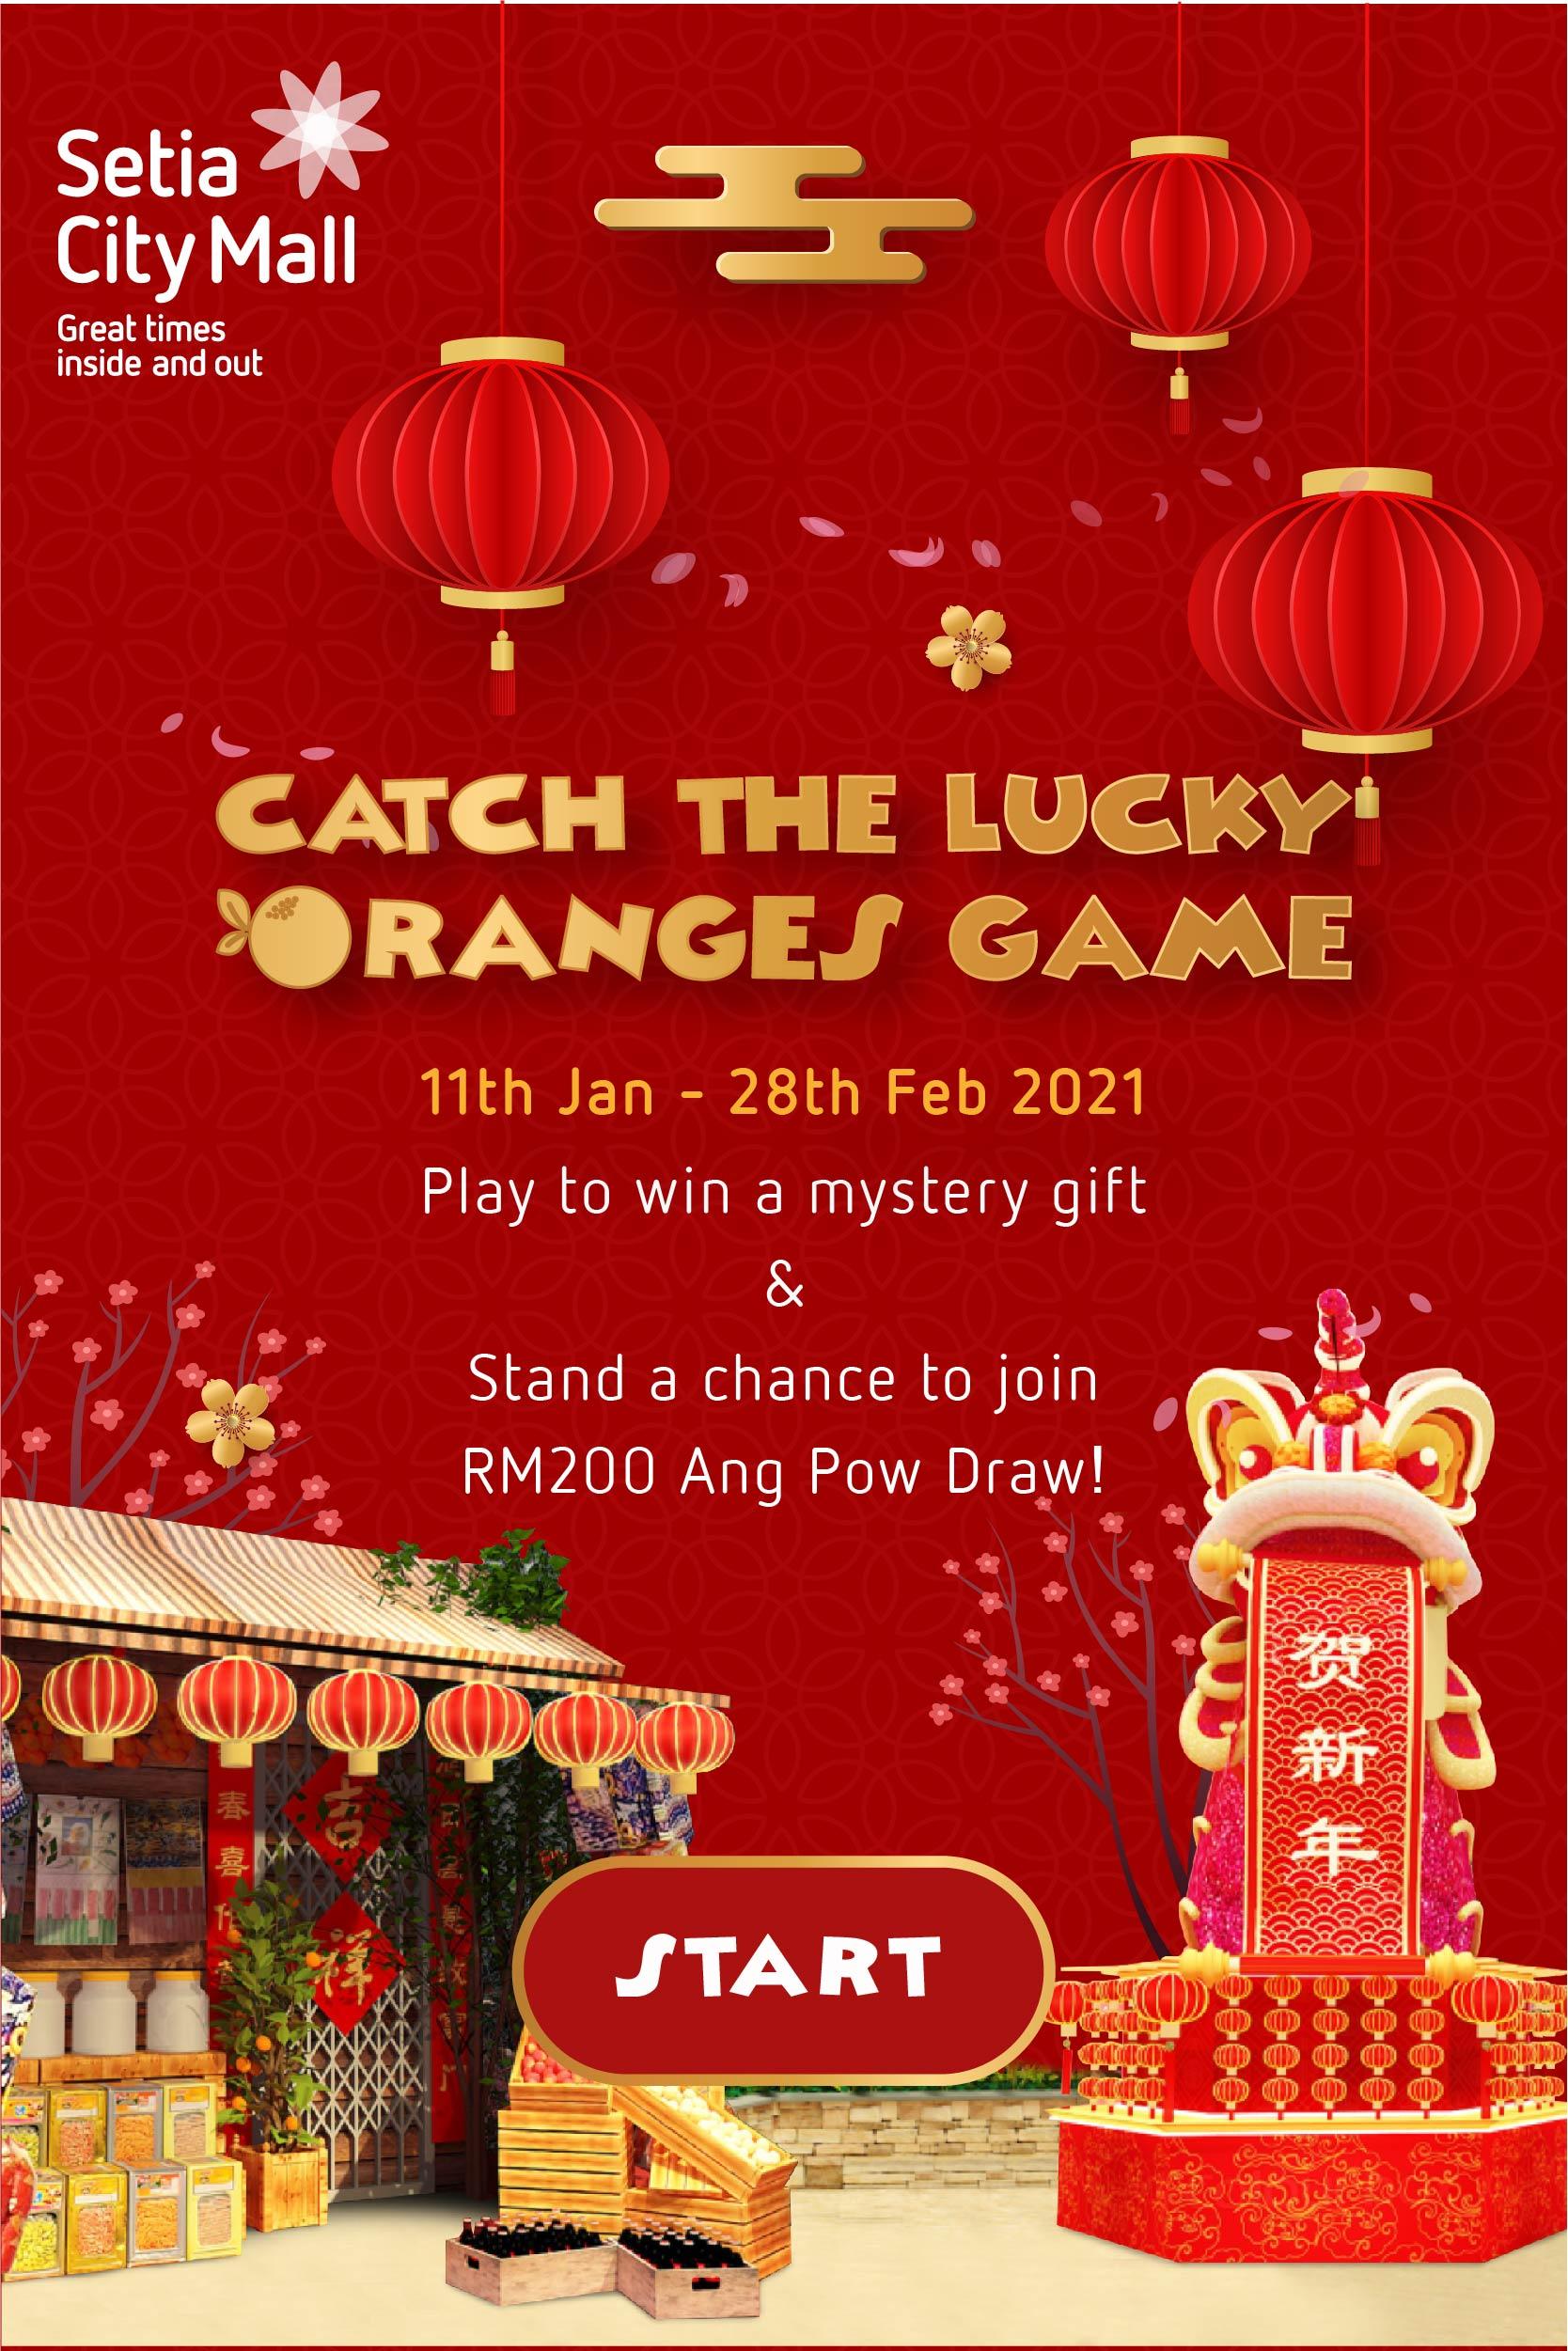 Setia
City Mall
Great times
inside and out
CATCH THE LUCKY
ORANGES GAME
11th Jan - 28th Feb 2021
Play to win a mystery gift
&
Stand a chance to join
RM200 Ang Pow Draw!
贺
新
年
春
喜
吉
祥
START